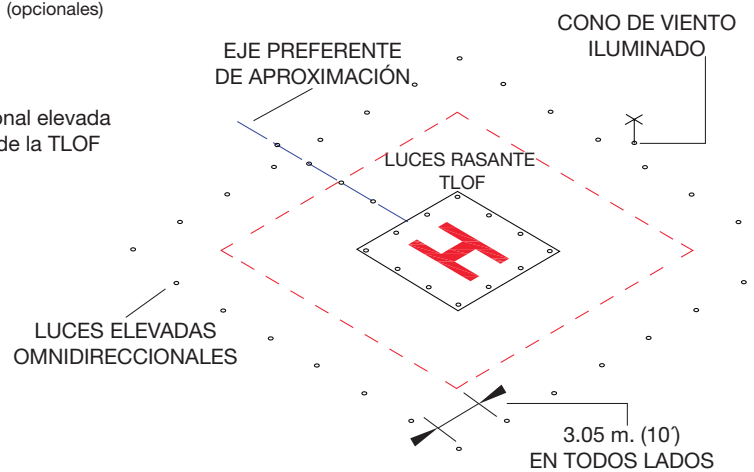 (opcionales)
CONO DE VIENTO
ILUMINADO
EJE PREFERENTE
DE APROXIMACIÓN
nal elevada
de la TLOF
LUCES RASANTE
TLOF
H
LUCES ELEVADAS
OMNIDIRECCIONALES
3.05 m. (10´)
EN TODOS LADOS